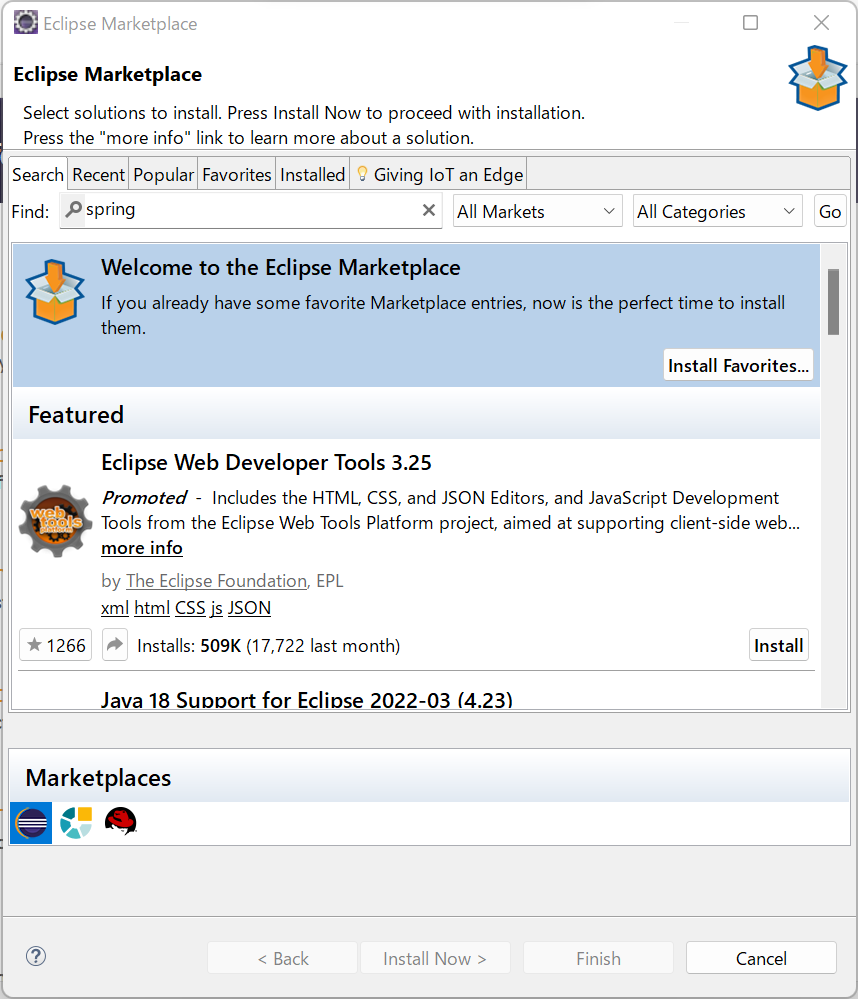 Eclipse Marketplace
Eclipse Marketplace
Select solutions to install. Press Install Now to proceed with installation.
Press the "more info" link to learn more about a solution.
Search Recent Popular Favorites Installed Giving IoT an Edge
Find: spring All Markets All Categories Go
Welcome to the Eclipse Marketplace
If you already have some favorite Marketplace entries, now is the perfect time to install
them.
Install Favorites...
Featured
Eclipse Web Developer Tools 3.25
Promoted - Includes the HTML, CSS, and JSON Editors, and JavaScript Development
Tools from the Eclipse Web Tools Platform project, aimed at supporting client-side web...
more info
web
tools
by The Eclipse Foundation, EPL
xml html CSS js JSON
1266 Installs: 509K (17,722 last month) Install
Java 18 Support for Eclipse 2022-03 (4.23)
Marketplaces
? < Back Install Now > Finish Cancel